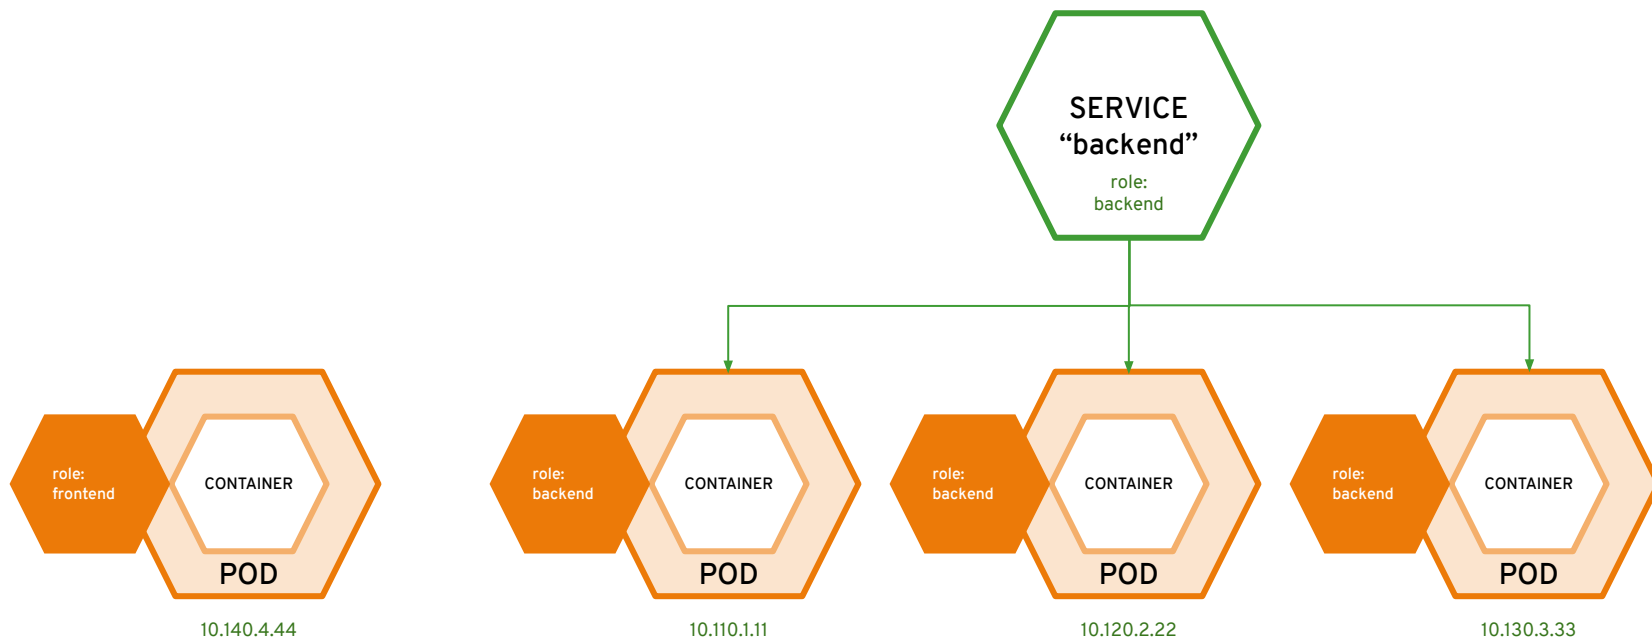 SERVICE
“backend”
role:
backend
role:
frontend
CONTAINER
POD
10.140.4.44
role:
backend
CONTAINER
POD
10.110.1.11
role:
backend
CONTAINER
POD
10.120.2.22
role:
backend
CONTAINER
POD
10.130.3.33